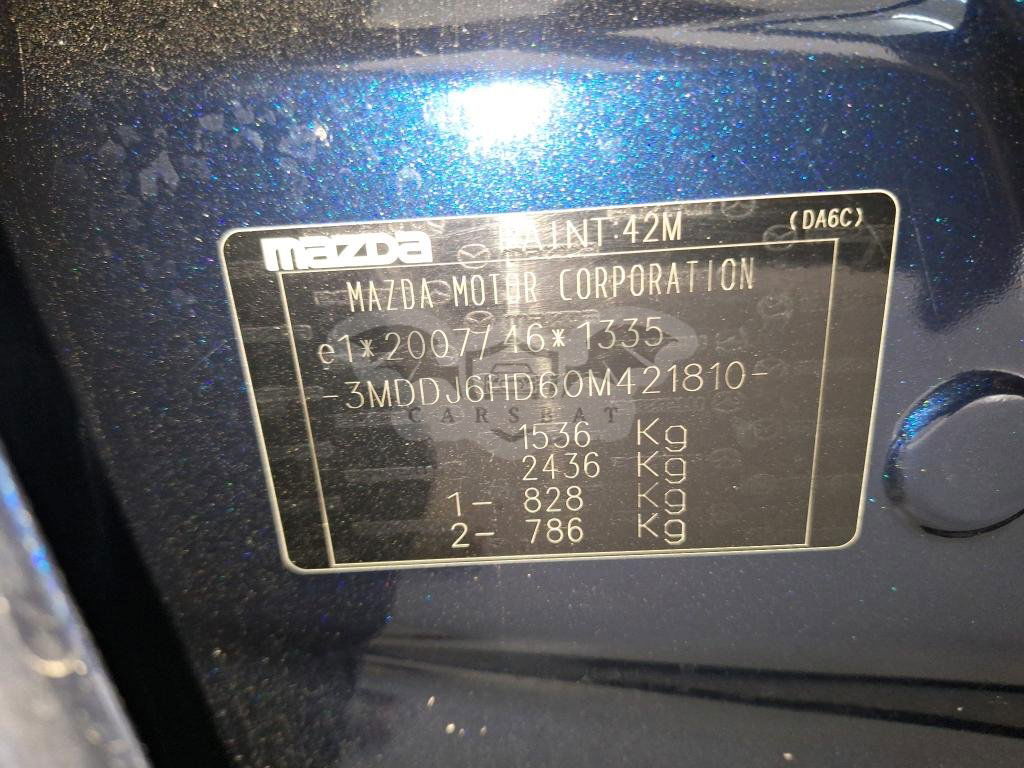 mazda PAINT:42M (DA6C)
MAZDA MOTOR CORPORATION
e1*2007/46*1335
-3MDDJ6HD60M421810-
CARSBAT
1536 Kg
2436 Kg
1- 828 Kg
2- 786 Kg